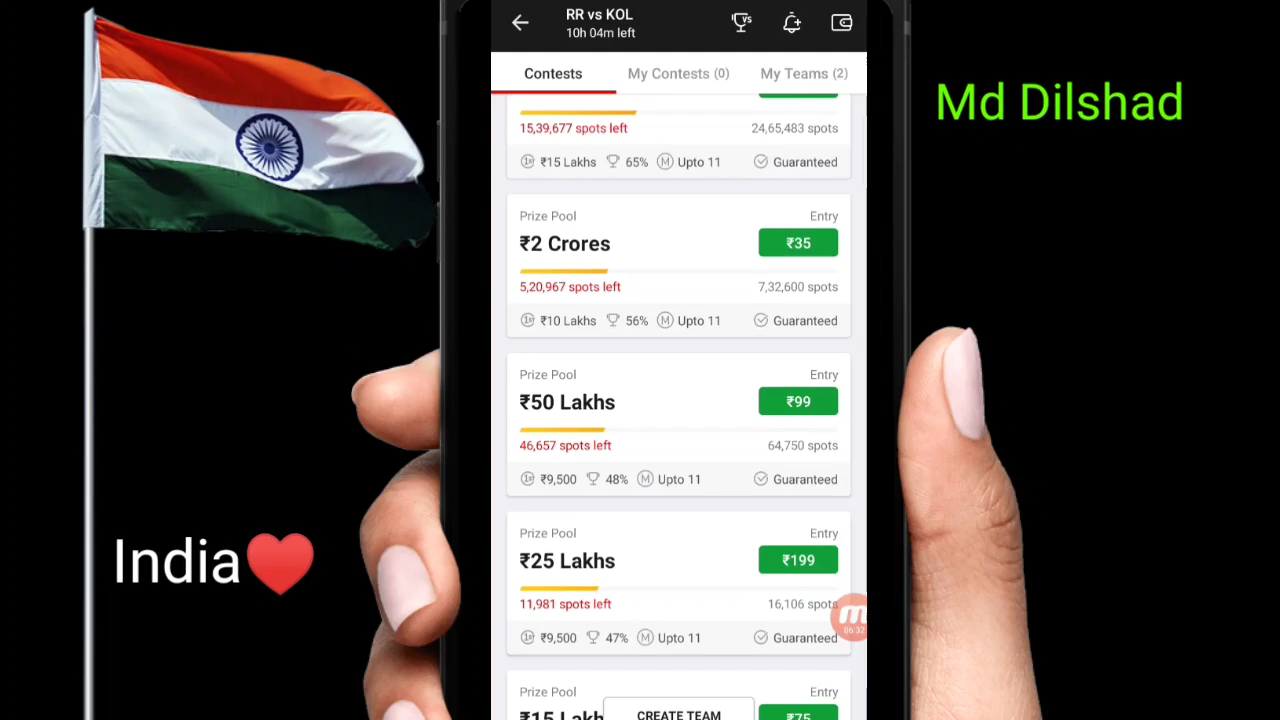 RR vs KOL
10h 04m left
Contests
My Contests (0)
My Teams (2)
15,39,677 spots left
24,65,483 spots
₹15 Lakhs
65%
Upto 11
Guaranteed
Prize Pool
Entry
₹2 Crores
₹35
5,20,967 spots left
7,32,600 spots
₹10 Lakhs
56%
Upto 11
Guaranteed
Prize Pool
Entry
₹50 Lakhs
₹99
46,657 spots left
64,750 spots
₹9,500
48%
M Upto 11
Guaranteed
Prize Pool
Entry
₹25 Lakhs
₹199
11,981 spots left
16,106 spots
₹9,500
47%
M Upto 11
Guaranteed
06:32
Prize Pool
Entry
₹15 Lakh
₹75
CREATE TEAM
Md Dilshad
India❤️